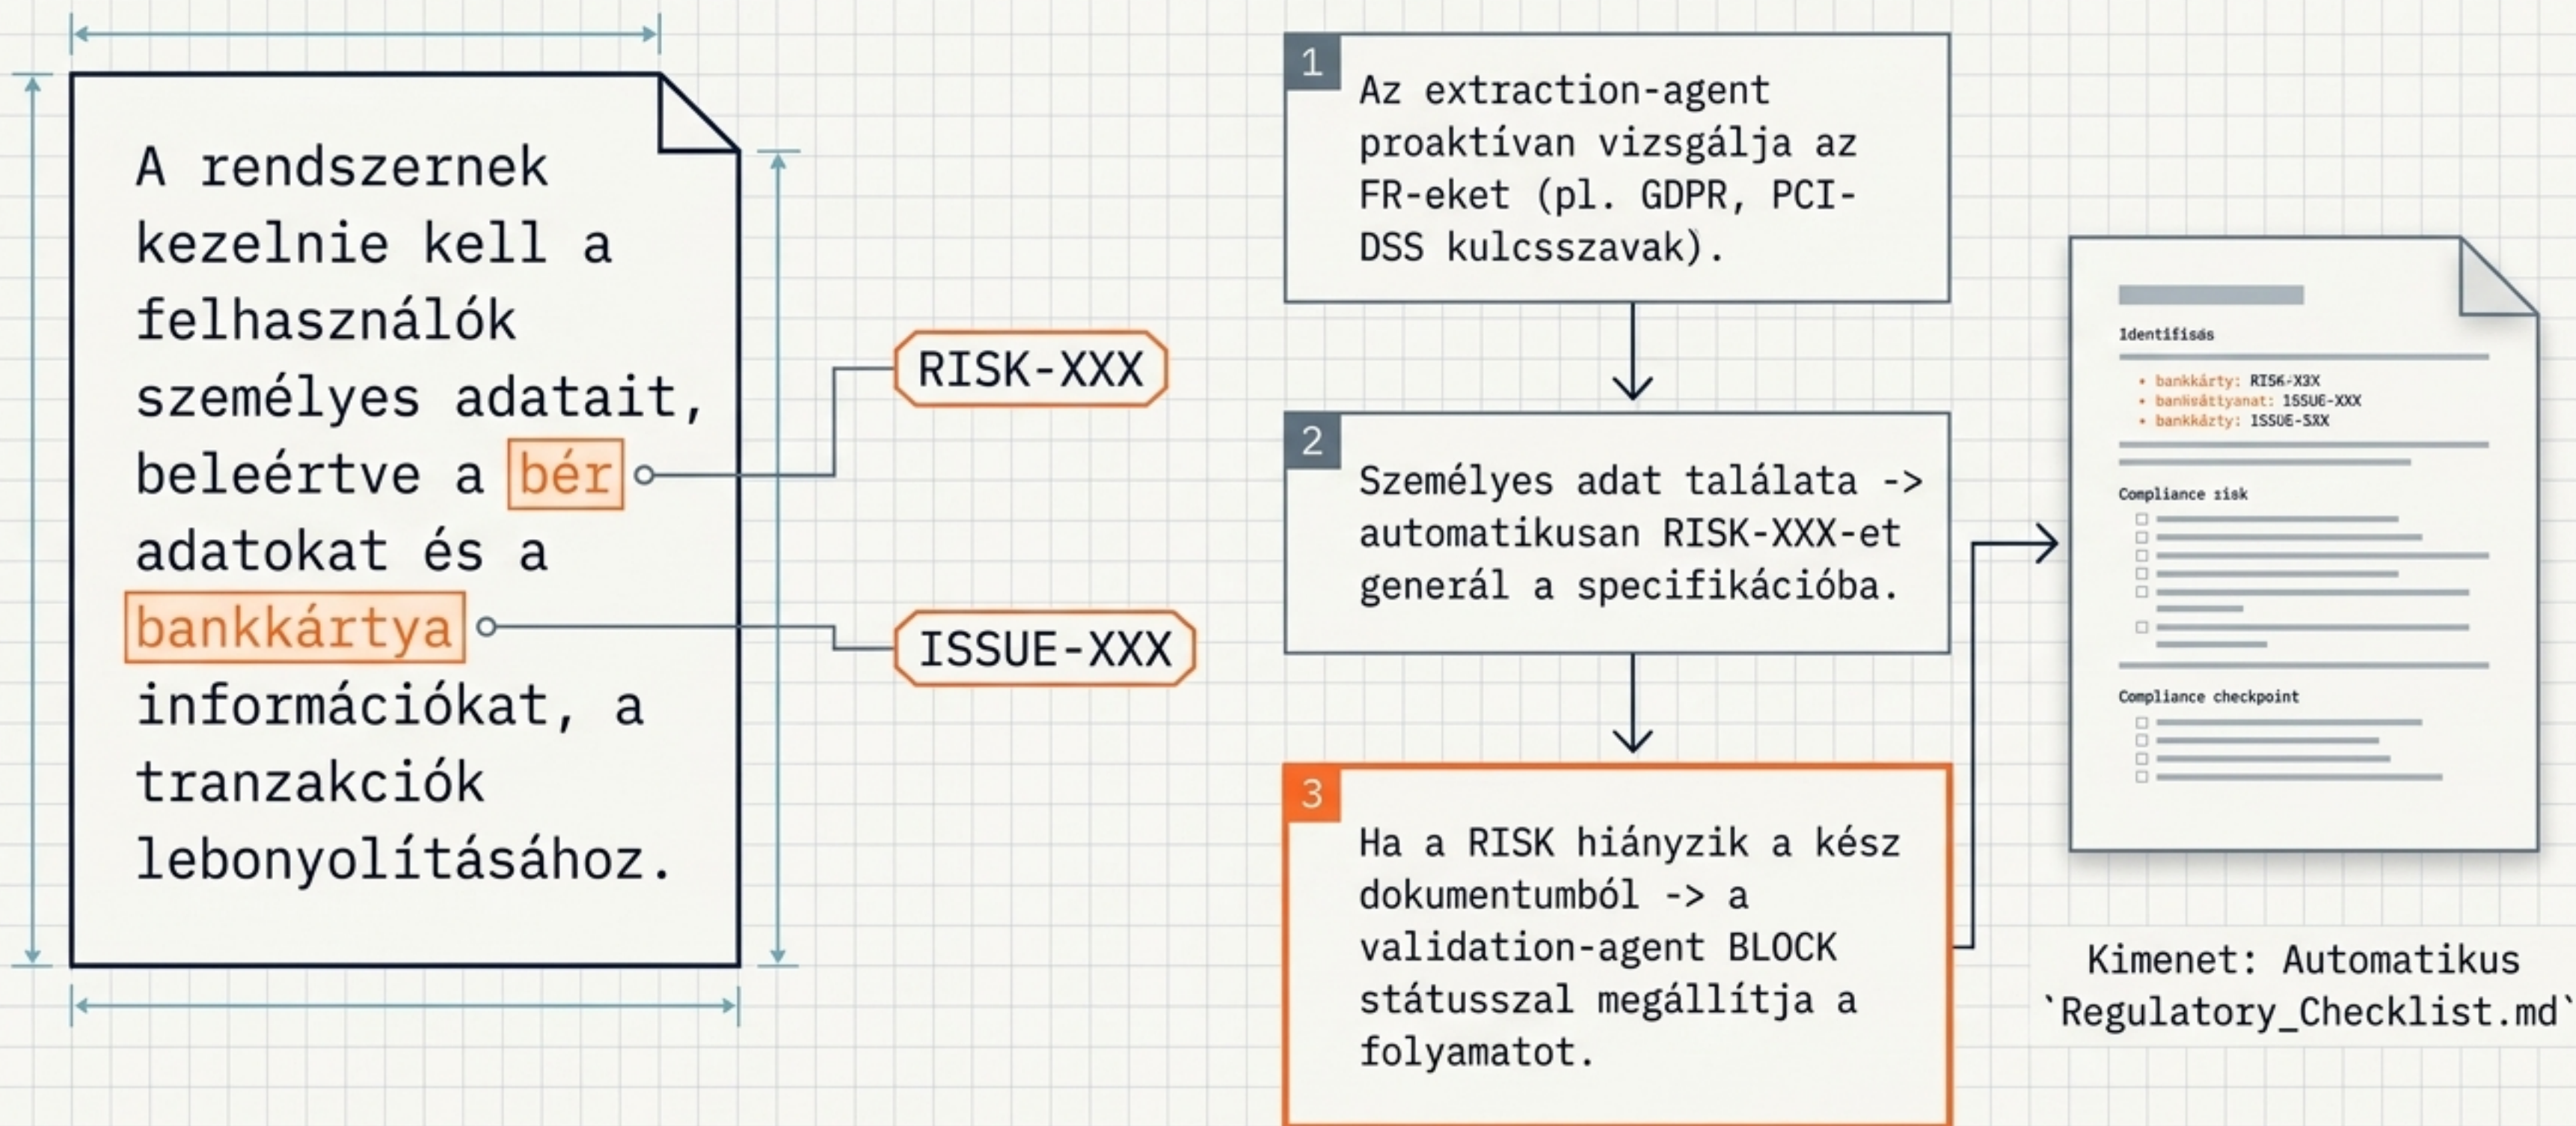 A rendszernek
kezelnie kell a
felhasználók
személyes adatait,
beleértve a bér
adatokat és a
bankkártya
információkat, a
tranzakciók
lebonyolításához.
RISK-XXX
ISSUE-XXX
1
Az extraction-agent
proaktívan vizsgálja az
FR-eket (pl. GDPR, PCI-
DSS kulcsszavak).
2
Személyes adat találata ->
automatikusan RISK-XXX-et
generál a specifikációba.
3
Ha a RISK hiányzik a kész
dokumentumból -> a
validation-agent BLOCK
státusszal megállítja a
folyamatot.
• bankkárty:
ISSUE-XXX
Compliance
Compliance checkpoint
Kimenet: Automatikus
`Regulatory_Checklist.md`